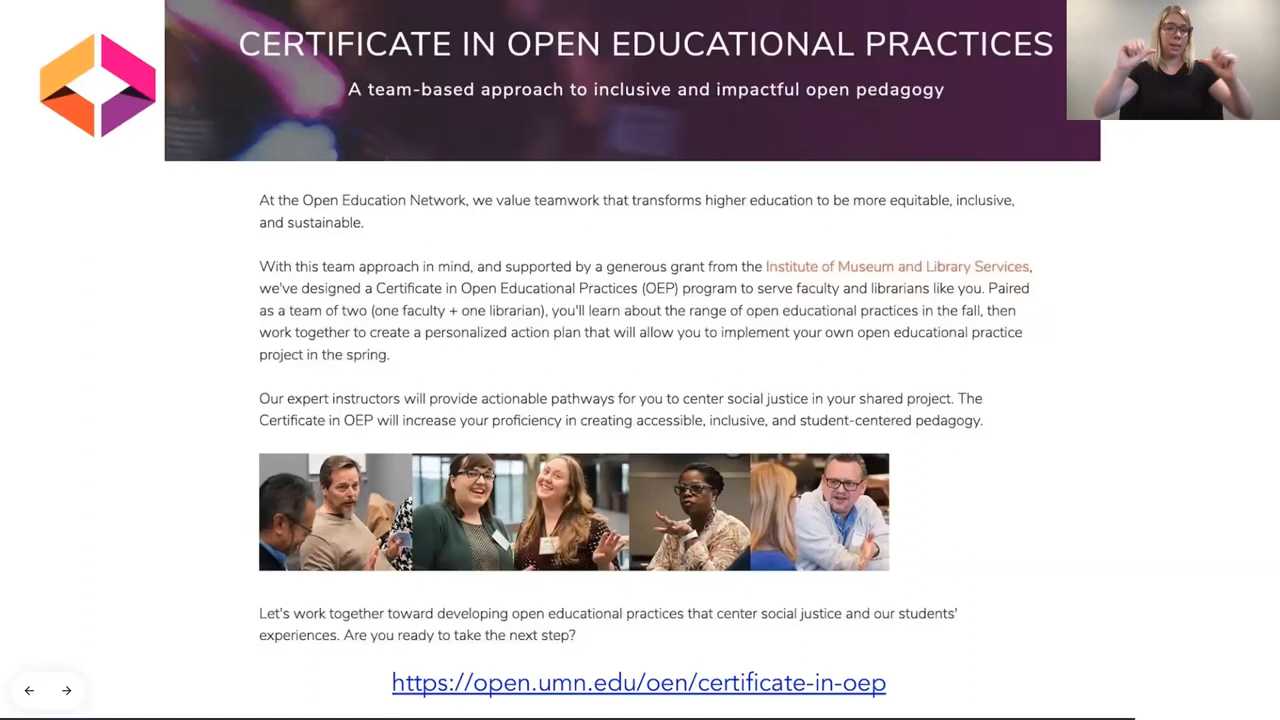 CERTIFICATE IN OPEN EDUCATIONAL PRACTICES
A team-based approach to inclusive and impactful open pedagogy
At the Open Education Network, we value teamwork that transforms higher education to be more equitable, inclusive,
and sustainable.
With this team approach in mind, and supported by a generous grant from the Institute of Museum and Library Services,
we've designed a Certificate in Open Educational Practices (OEP) program to serve faculty and librarians like you. Paired
as a team of two (one faculty + one librarian), you'll learn about the range of open educational practices in the fall, then
work together to create a personalized action plan that will allow you to implement your own open educational practice
project in the spring.
Our expert instructors will provide actionable pathways for you to center social justice in your shared project. The
Certificate in OEP will increase your proficiency in creating accessible, inclusive, and student-centered pedagogy.
Let's work together toward developing open educational practices that center social justice and our students'
experiences. Are you ready to take the next step?
https://open.umn.edu/oen/certificate-in-oep